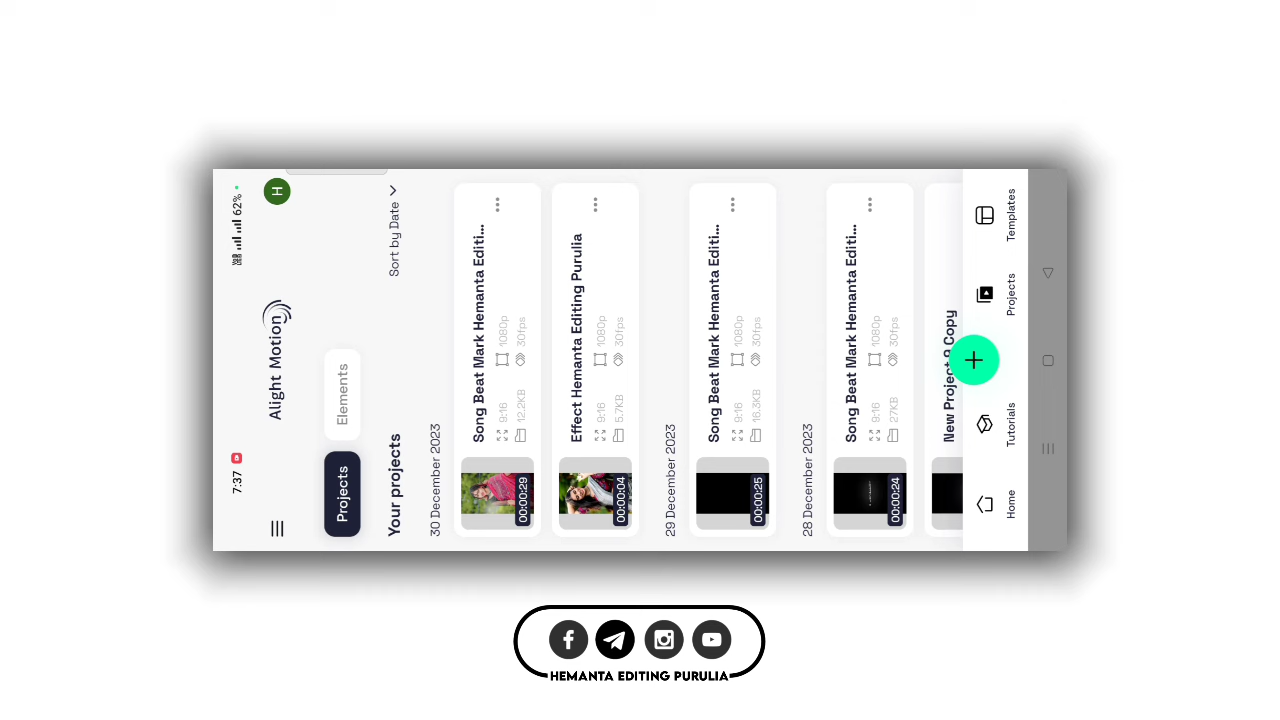 7:37
VoB LTE2 62%
Alight Motion
H
Projects
Elements
Your projects
Sort by Date
30 December 2023
Song Beat Mark Hemanta Editi...
9:16 1080p
12.2KB 30fps
00:00:29
Effect Hemanta Editing Purulia
9:16 1080p
5.7KB 30fps
00:00:04
29 December 2023
Song Beat Mark Hemanta Editi...
9:16 1080p
16.3KB 30fps
00:00:25
28 December 2023
Song Beat Mark Hemanta Editi...
9:16 1080p
27KB 30fps
00:00:24
New Project 9 Copy
Home
Tutorials
Projects
Templates
HEMANTA EDITING PURULIA